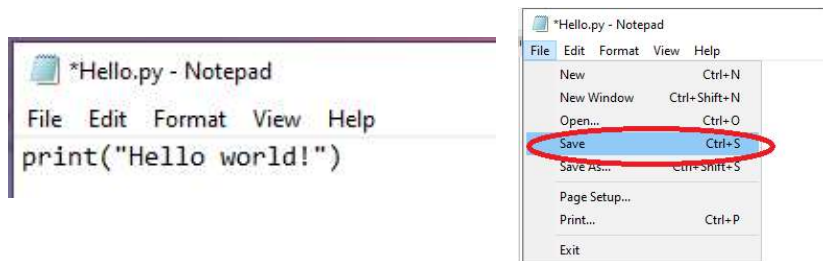 *Hello.py - Notepad
File Edit Format View Help
print("Hello world!")
*Hello.py - Notepad
File Edit Format View Help
New Ctrl+N
New Window Ctrl+Shift+N
Open... Ctrl+O
Save Ctrl+S
Save As... Ctrl+Shift+S
Page Setup...
Print... Ctrl+P
Exit